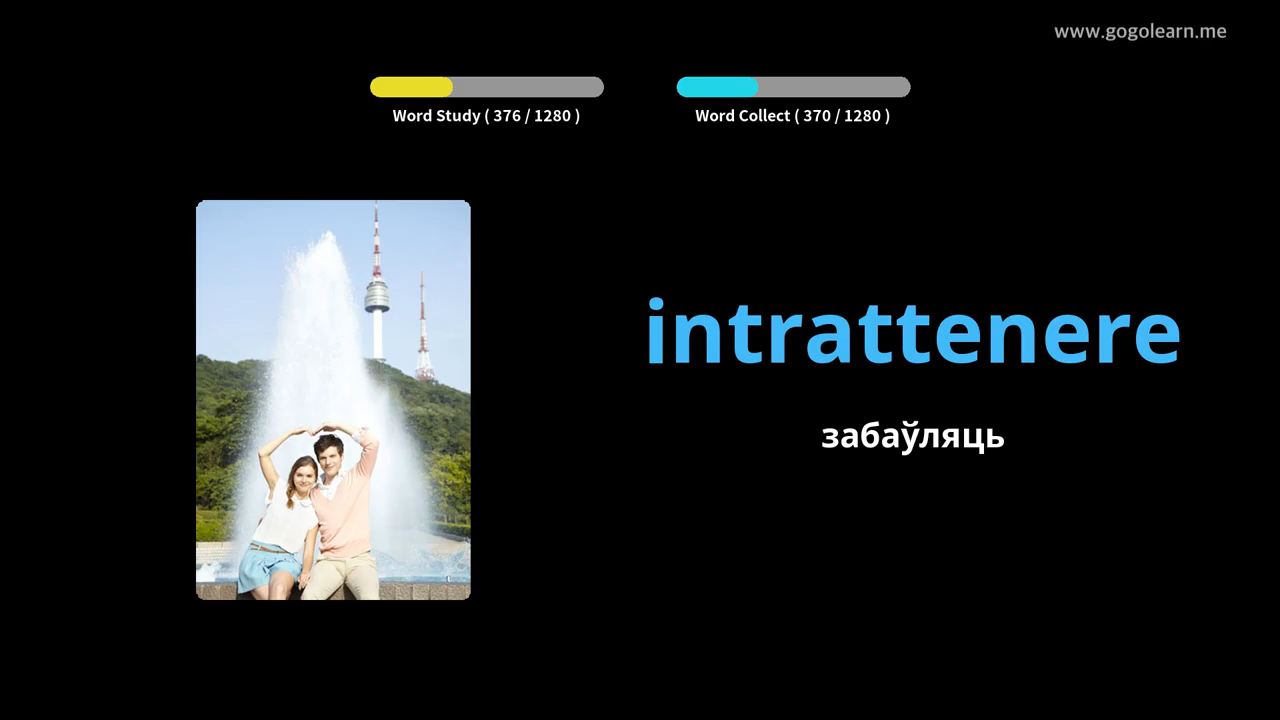 www.gogolearn.me
Word Study ( 376 / 1280 )
Word Collect ( 370 / 1280 )
intrattenere
забаўляць